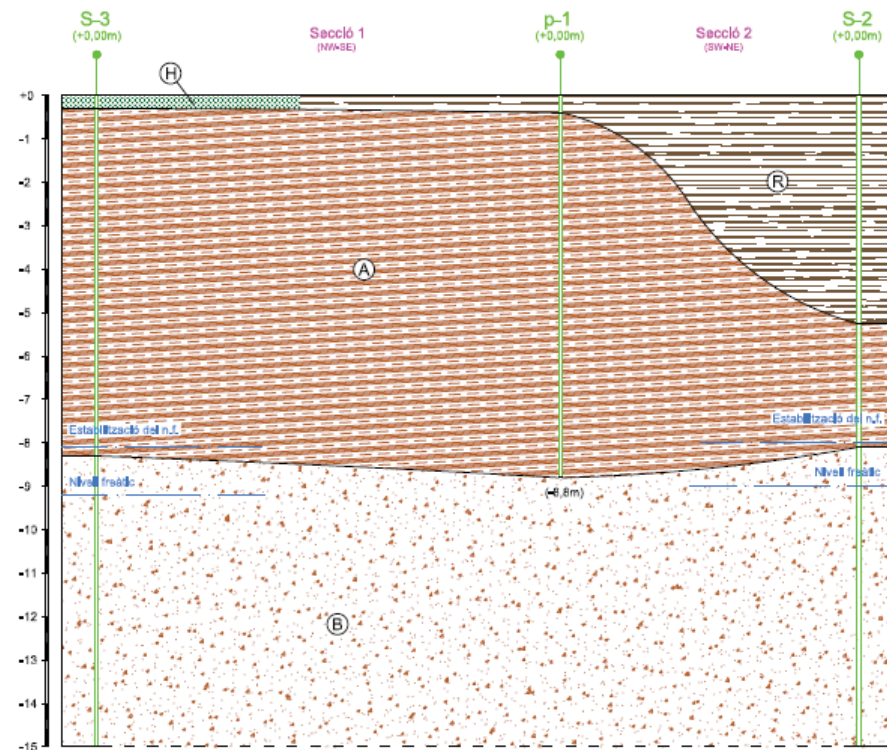 S-3
(+0,00m)
Secció 1
(NW-SE)
p-1
(+0,00m)
Secció 2
(SW-NE)
S-2
(+0,00m)
H
+0
-1
-2
R
-3
-4
A
-5
-6
-7
Estabilització del n.f.
Estabilització del n.f.
-8
Nivell freàtic
Nivell freàtic
-9
(-8,8m)
-10
-11
-12
B
-13
-14
-15